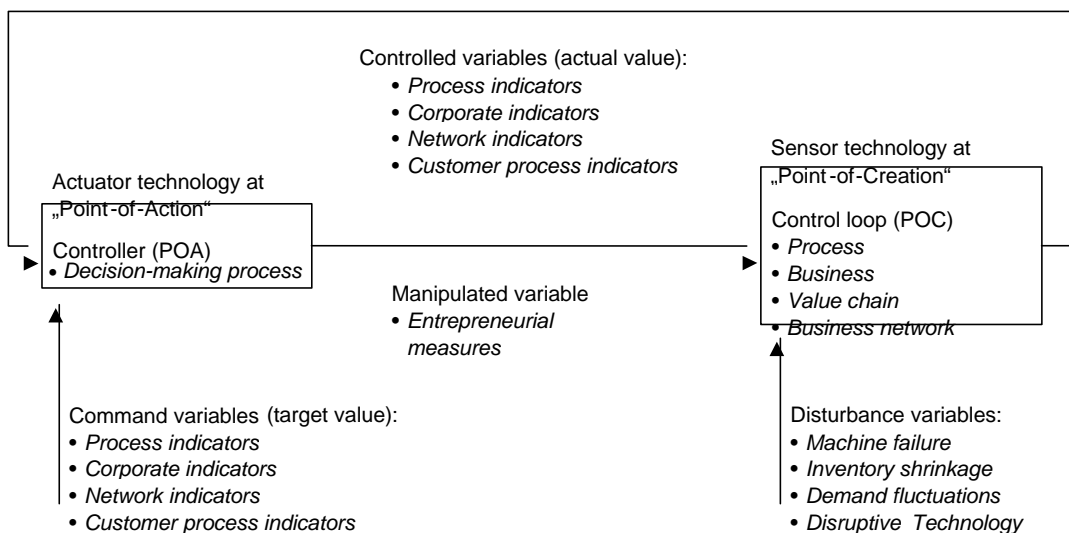 Controlled variables (actual value):
• Process indicators
• Corporate indicators
• Network indicators
• Customer process indicators
Actuator technology at
„Point-of-Action“
Controller (POA)
• Decision-making process
Sensor technology at
„Point-of-Creation“
Control loop (POC)
• Process
• Business
• Value chain
• Business network
Manipulated variable
• Entrepreneurial
measures
Command variables (target value):
• Process indicators
• Corporate indicators
• Network indicators
• Customer process indicators
Disturbance variables:
• Machine failure
• Inventory shrinkage
• Demand fluctuations
• Disruptive Technology